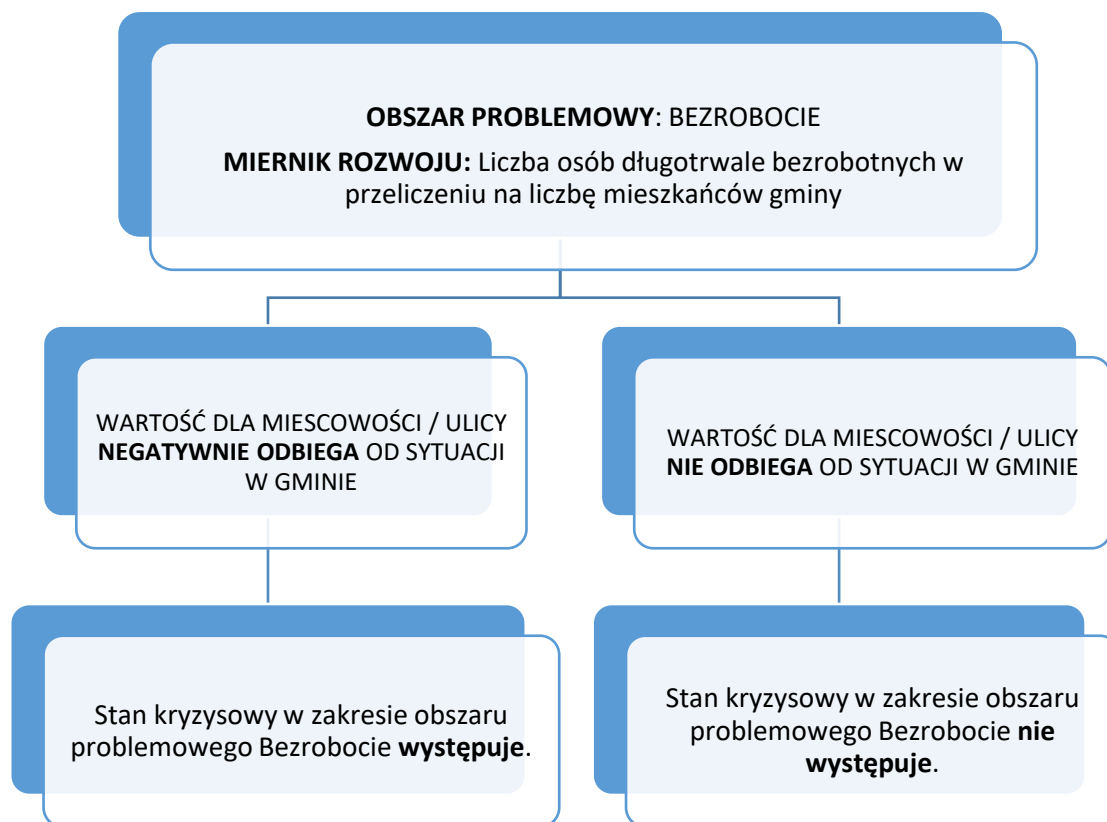 OBSZAR PROBLEMOWY: BEZROBOCIE
MIERNIK ROZWOJU: Liczba osób długotrwale bezrobotnych w
przeliczeniu na liczbę mieszkańców gminy
WARTOŚĆ DLA MIESCOWOŚCI / ULICY
NEGATYWNIE ODBIEGA OD SYTUACJI
W GMINIE
WARTOŚĆ DLA MIESCOWOŚCI / ULICY
NIE ODBIEGA OD SYTUACJI W GMINIE
Stan kryzysowy w zakresie obszaru
problemowego Bezrobocie występuje.
Stan kryzysowy w zakresie obszaru
problemowego Bezrobocie nie
występuje.